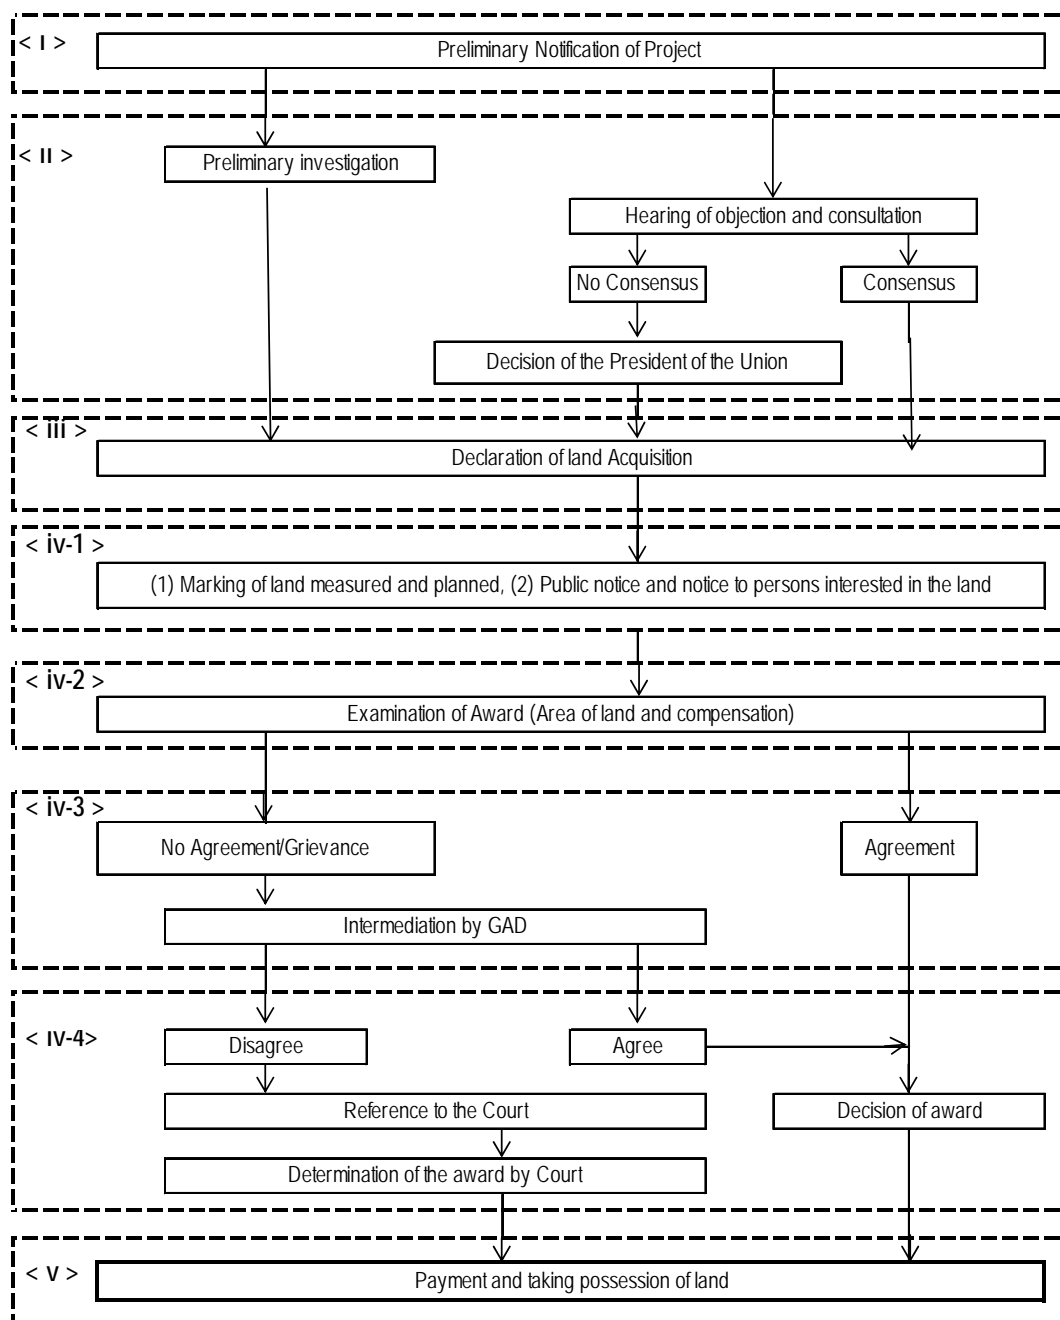 < I >
Preliminary Notification of Project
< II >
Preliminary investigation
Hearing of objection and consultation
No Consensus
Consensus
Decision of the President of the Union
< iii >
Declaration of land Acquisition
< iv-1 >
(1) Marking of land measured and planned, (2) Public notice and notice to persons interested in the land
< iv-2 >
Examination of Award (Area of land and compensation)
< iv-3 >
No Agreement/Grievance
Agreement
Intermediation by GAD
< IV-4>
Disagree
Agree
Reference to the Court
Decision of award
Determination of the award by Court
< V >
Payment and taking possession of land